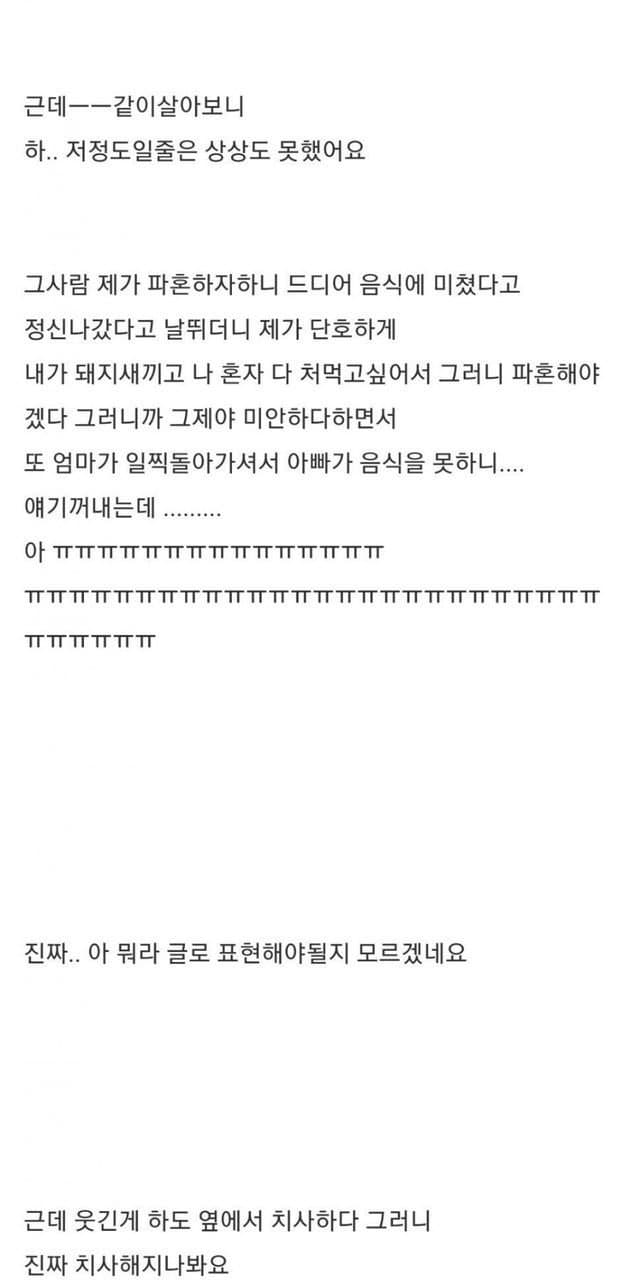 근데ㅡㅡ같이살아보니
하.. 저정도일줄은 상상도 못했어요
그사람 제가 파혼하자하니 드디어 음식에 미쳤다고
정신나갔다고 날뛰더니 제가 단호하게
내가 돼지새끼고 나 혼자 다 처먹고싶어서 그러니 파혼해야
겠다 그러니까 그제야 미안하다하면서
또 엄마가 일찍돌아가셔서 아빠가 음식을 못하니....
얘기꺼내는데 .........
아 ㅠㅠㅠㅠㅠㅠㅠㅠㅠㅠㅠㅠㅠㅠㅠ
ㅠㅠㅠㅠㅠㅠㅠㅠㅠㅠㅠㅠㅠㅠㅠㅠㅠㅠㅠㅠㅠㅠㅠㅠㅠㅠ
ㅠㅠㅠㅠㅠㅠ
진짜.. 아 뭐라 글로 표현해야될지 모르겠네요
근데 웃긴게 하도 옆에서 치사하다 그러니
진짜 치사해지나봐요